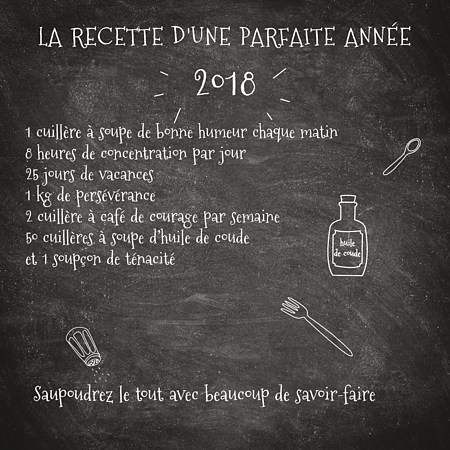 LA RECETTE D'UNE PARFAITE ANNÉE
2018
1 cuillère à soupe de bonne humeur chaque matin
8 heures de concentration par jour
25 jours de vacances
1 kg de persévérance
2 cuillère à café de courage par semaine
50 cuillères à soupe d'huile de coude
et 1 soupçon de ténacité
huile
de coude
Saupoudrez le tout avec beaucoup de savoir-faire